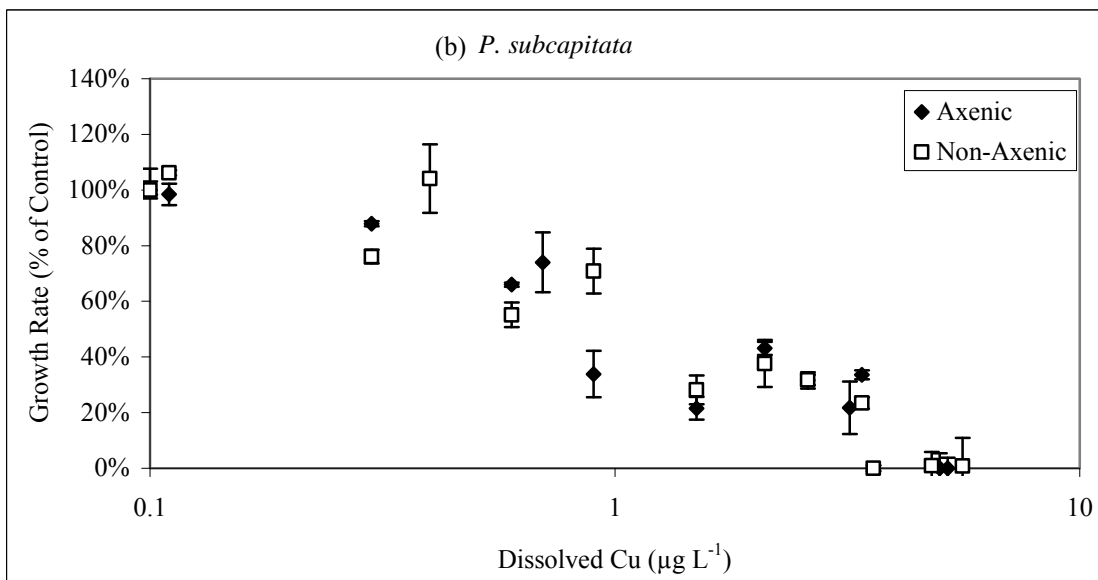 (b) P. subcapitata
140%
120%
100%
80%
60%
40%
20%
0%
Growth Rate (% of Control)
Axenic
Non-Axenic
0.1
1
10
Dissolved Cu (µg L⁻¹)